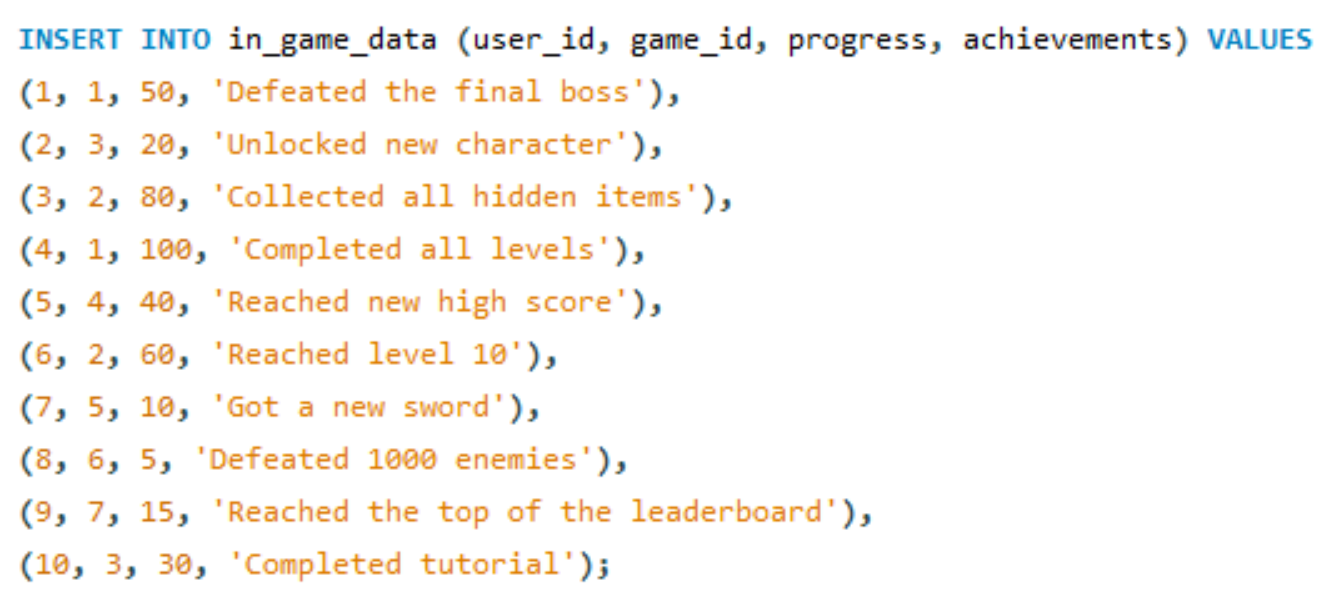 INSERT INTO in_game_data (user_id, game_id, progress, achievements) VALUES
(1, 1, 50, 'Defeated the final boss'),
(2, 3, 20, 'Unlocked new character'),
(3, 2, 80, 'Collected all hidden items'),
(4, 1, 100, 'Completed all levels'),
(5, 4, 40, 'Reached new high score'),
(6, 2, 60, 'Reached level 10'),
(7, 5, 10, 'Got a new sword'),
(8, 6, 5, 'Defeated 1000 enemies'),
(9, 7, 15, 'Reached the top of the leaderboard'),
(10, 3, 30, 'Completed tutorial');